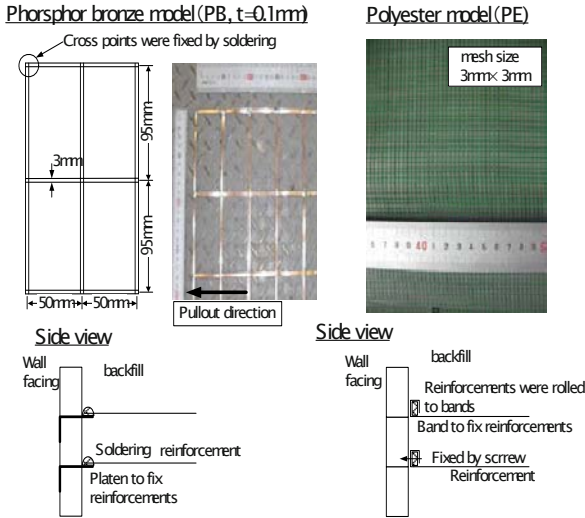 Phorsphor bronze model(PB, t=0.1mm)
Cross points were fixed by soldering
95mm
3mm
95mm
50mm
50mm
Pullout direction
Side view
Wall
facing
backfill
Soldering
reinforcement
Platen to fix
reinforcements
Polyester model(PE)
mesh size
3mm×3mm
40
Side view
Wall
facing
backfill
Reinforcements were rolled
to bands
Band to fix reinforcements
Fixed by scrrew
Reinforcement